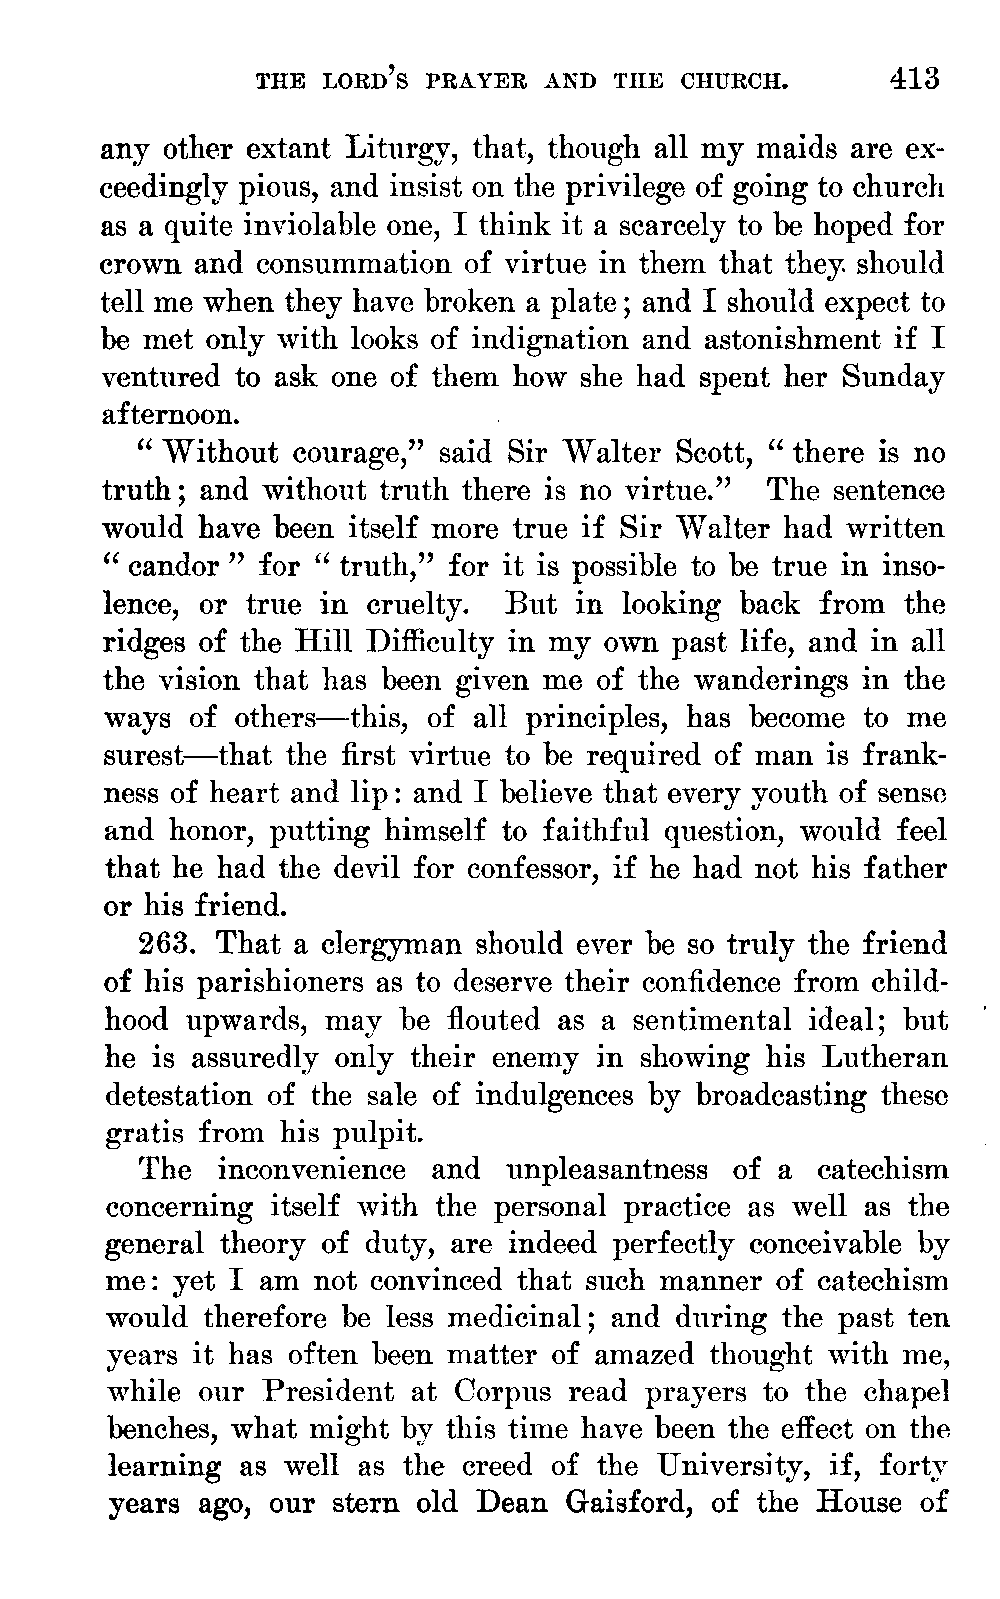 THE LORD'S PRAYER AND THE CHURCH. 413
any other extant Liturgy, that, though all my maids are ex-
ceedingly pious, and insist on the privilege of going to church
as a quite inviolable one, I think it a scarcely to be hoped for
crown and consummation of virtue in them that they should
tell me when they have broken a plate; and I should expect to
be met only with looks of indignation and astonishment if I
ventured to ask one of them how she had spent her Sunday
afternoon.
"Without courage," said Sir Walter Scott, "there is no
truth; and without truth there is no virtue." The sentence
would have been itself more true if Sir Walter had written
"candor" for "truth," for it is possible to be true in inso-
lence, or true in cruelty. But in looking back from the
ridges of the Hill Difficulty in my own past life, and in all
the vision that has been given me of the wanderings in the
ways of others—this, of all principles, has become to me
surest—that the first virtue to be required of man is frank-
ness of heart and lip: and I believe that every youth of sense
and honor, putting himself to faithful question, would feel
that he had the devil for confessor, if he had not his father
or his friend.
263. That a clergyman should ever be so truly the friend
of his parishioners as to deserve their confidence from child-
hood upwards, may be flouted as a sentimental ideal; but
he is assuredly only their enemy in showing his Lutheran
detestation of the sale of indulgences by broadcasting these
gratis from his pulpit.
The inconvenience and unpleasantness of a catechism
concerning itself with the personal practice as well as the
general theory of duty, are indeed perfectly conceivable by
me: yet I am not convinced that such manner of catechism
would therefore be less medicinal; and during the past ten
years it has often been matter of amazed thought with me,
while our President at Corpus read prayers to the chapel
benches, what might by this time have been the effect on the
learning as well as the creed of the University, if, forty
years ago, our stern old Dean Gaisford, of the House of